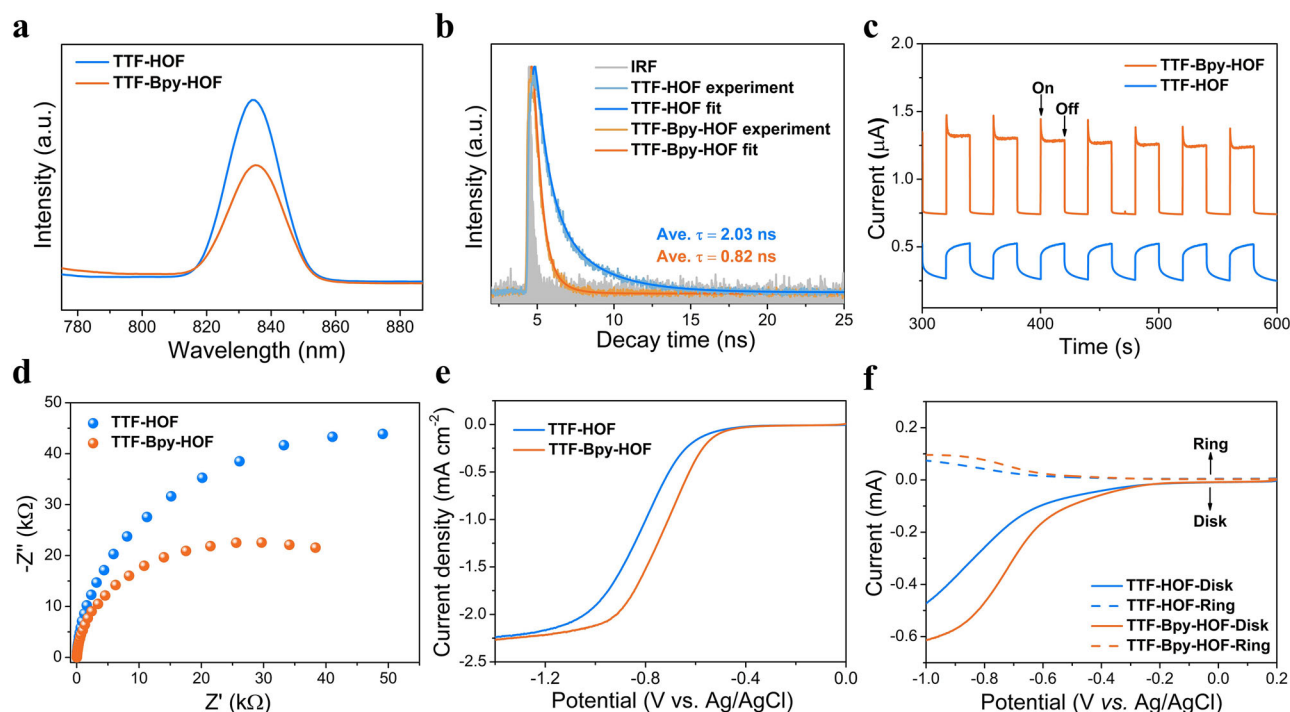 a
TTF-HOF
TTF-Bpy-HOF
Intensity (a.u.)
780 800 820 840 860 880
Wavelength (nm)
b
IRF
TTF-HOF experiment
TTF-HOF fit
TTF-Bpy-HOF experiment
TTF-Bpy-HOF fit
Ave. τ = 2.03 ns
Ave. τ = 0.82 ns
Intensity (a.u.)
5 10 15 20 25
Decay time (ns)
c
TTF-Bpy-HOF
TTF-HOF
On
Off
Current (μA)
2.0
1.5
1.0
0.5
0.0
300 400 500 600
Time (s)
d
TTF-HOF
TTF-Bpy-HOF
-Z'' (kΩ)
50
40
30
20
10
0
0 10 20 30 40 50
Z' (kΩ)
e
TTF-HOF
TTF-Bpy-HOF
Current density (mA cm⁻²)
0.0
-0.5
-1.0
-1.5
-2.0
-2.5
-1.2 -0.8 -0.4 0.0
Potential (V vs. Ag/AgCl)
f
Ring
Disk
TTF-HOF-Disk
TTF-HOF-Ring
TTF-Bpy-HOF-Disk
TTF-Bpy-HOF-Ring
Current (mA)
0.2
0.0
-0.2
-0.4
-0.6
-1.0 -0.8 -0.6 -0.4 -0.2 0.0 0.2
Potential (V vs. Ag/AgCl)